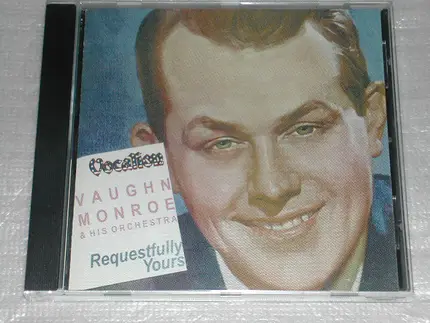 Vocalion
VAUGHN
MONROE
& HIS ORCHESTRA
Requestfully
Yours